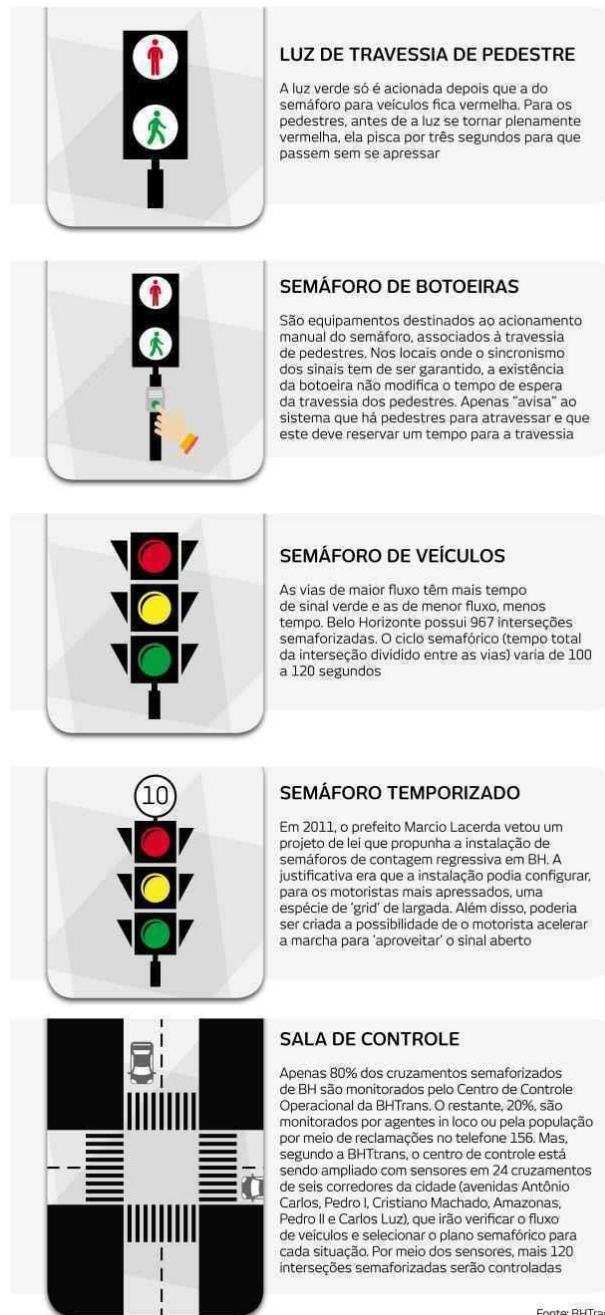 LUZ DE TRAVESSIA DE PEDESTRE
A luz verde só é acionada depois que a do
semáforo para veículos fica vermelha. Para os
pedestres, antes de a luz se tornar plenamente
vermelha, ela pisca por três segundos para que
passem sem se apressar
SEMÁFORO DE BOTOEIRAS
São equipamentos destinados ao acionamento
manual do semáforo, associados à travessia
de pedestres. Nos locais onde o sincronismo
dos sinais tem de ser garantido, a existência
da botoeira não modifica o tempo de espera
da travessia dos pedestres. Apenas "avisa" ao
sistema que há pedestres para atravessar e que
este deve reservar um tempo para a travessia
SEMÁFORO DE VEÍCULOS
As vias de maior fluxo têm mais tempo
de sinal verde e as de menor fluxo, menos
tempo. Belo Horizonte possui 967 interseções
semaforizadas. O ciclo semafórico (tempo total
da interseção dividido entre as vias) varia de 100
a 120 segundos
10
SEMÁFORO TEMPORIZADO
Em 2011, o prefeito Marcio Lacerda vetou um
projeto de lei que propunha a instalação de
semáforos de contagem regressiva em BH. A
justificativa era que a instalação podia configurar,
para os motoristas mais apressados, uma
espécie de 'grid' de largada. Além disso, poderia
ser criada a possibilidade de o motorista acelerar
a marcha para 'aproveitar' o sinal aberto
SALA DE CONTROLE
Apenas 80% dos cruzamentos semaforizados
de BH são monitorados pelo Centro de Controle
Operacional da BHTrans. O restante, 20%, são
monitorados por agentes in loco ou pela população
por meio de reclamações no telefone 156. Mas,
segundo a BHTtrans, o centro de controle está
sendo ampliado com sensores em 24 cruzamentos
de seis corredores da cidade (avenidas Antônio
Carlos, Pedro I, Cristiano Machado, Amazonas,
Pedro II e Carlos Luz), que irão verificar o fluxo
de veículos e selecionar o plano semafórico para
cada situação. Por meio dos sensores, mais 120
interseções semaforizadas serão controladas
Fonte: